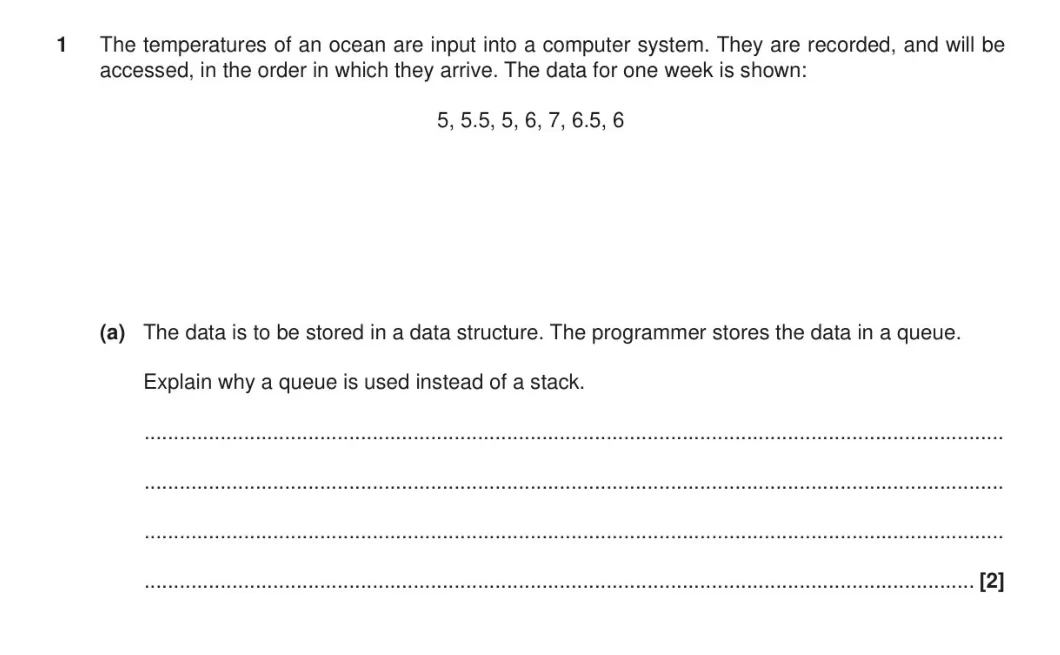 1 The temperatures of an ocean are input into a computer system. They are recorded, and will be
accessed, in the order in which they arrive. The data for one week is shown:
5, 5.5, 5, 6, 7, 6.5, 6
(a) The data is to be stored in a data structure. The programmer stores the data in a queue.
Explain why a queue is used instead of a stack.
...................................................................................................................................................
...................................................................................................................................................
...................................................................................................................................................
.............................................................................................................................................. [2]